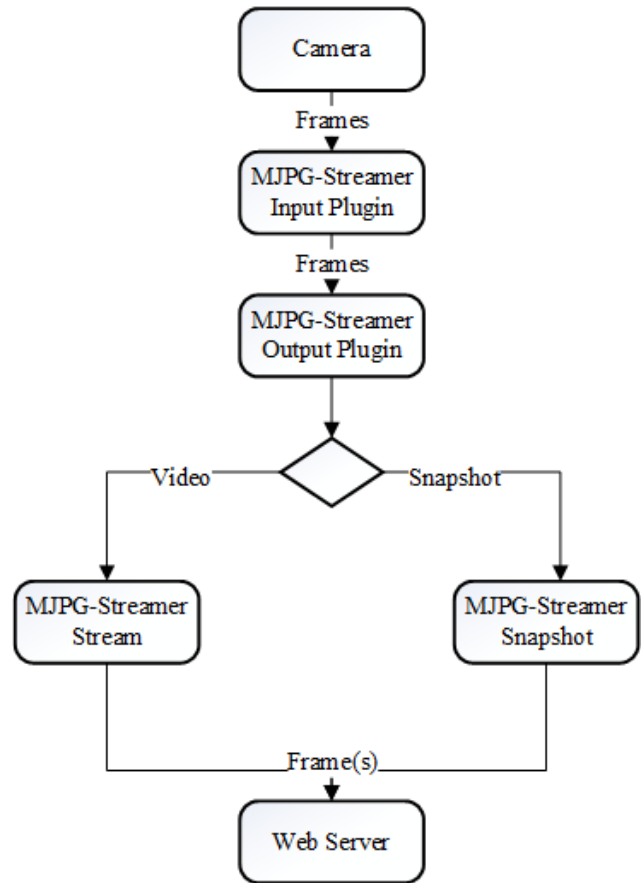 Camera
Frames
MJPG-Streamer
Input Plugin
Frames
MJPG-Streamer
Output Plugin
Video
Snapshot
MJPG-Streamer
Stream
MJPG-Streamer
Snapshot
Frame(s)
Web Server